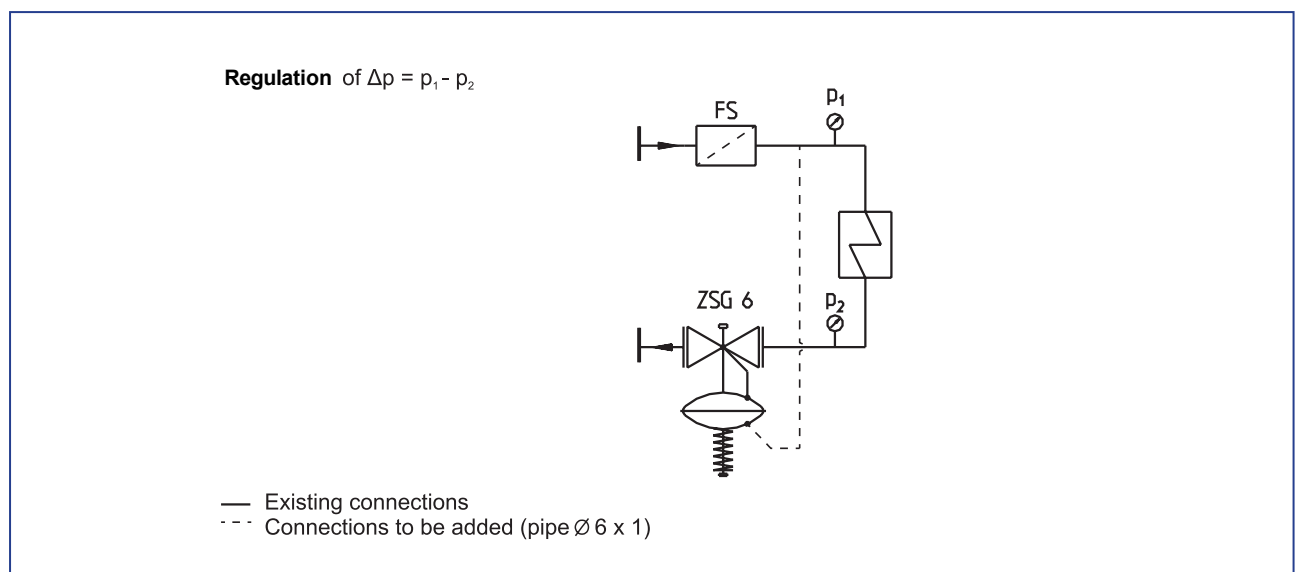 Regulation of Δp = p₁ - p₂
p₁
FS
ZSG 6
p₂
Existing connections
Connections to be added (pipe Ø 6 x 1)